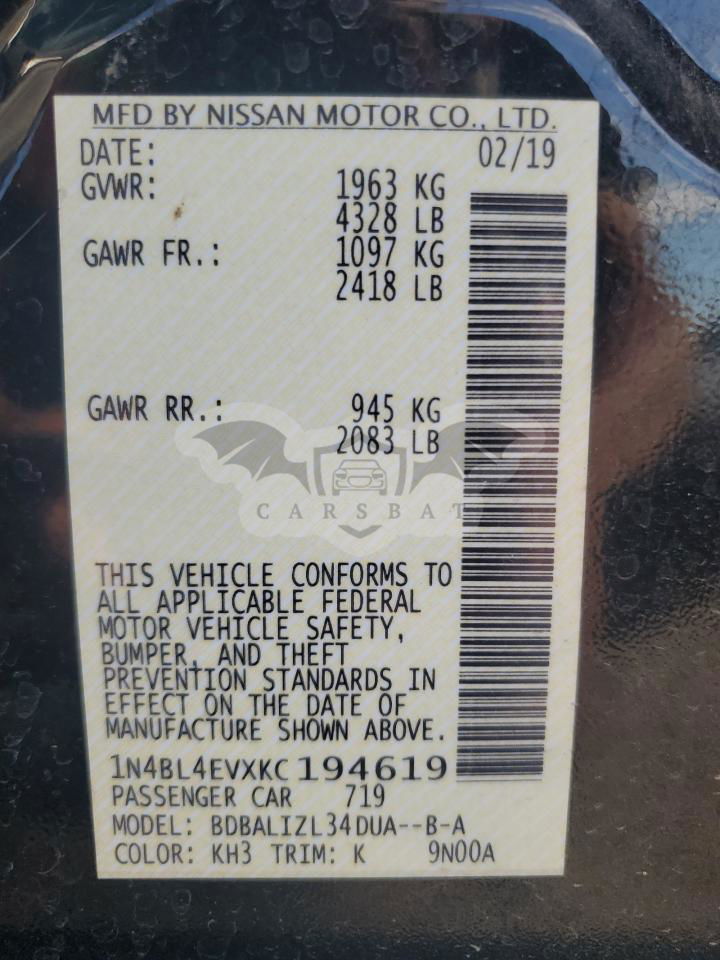 MFD BY NISSAN MOTOR CO., LTD.
DATE: 02/19
GVWR: 1963 KG
4328 LB
GAWR FR.: 1097 KG
2418 LB
GAWR RR.: 945 KG
2083 LB
CARSBAT
THIS VEHICLE CONFORMS TO
ALL APPLICABLE FEDERAL
MOTOR VEHICLE SAFETY,
BUMPER, AND THEFT
PREVENTION STANDARDS IN
EFFECT ON THE DATE OF
MANUFACTURE SHOWN ABOVE.
1N4BL4EVXKC194619
PASSENGER CAR 719
MODEL: BDBALIZL34DUA--B-A
COLOR: KH3 TRIM: K 9N00A